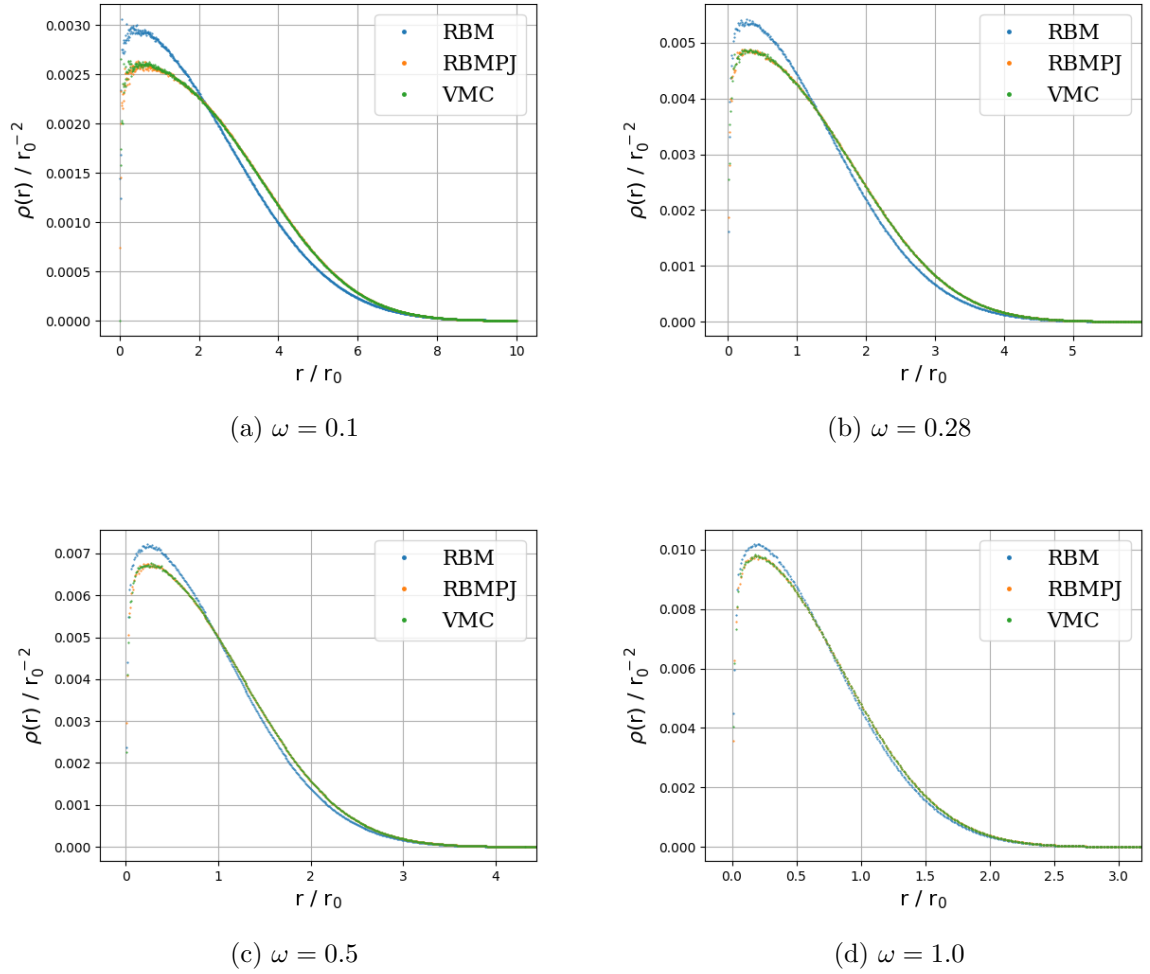 0.0030
0.0025
0.0020
0.0015
0.0010
0.0005
0.0000
ρ(r) / r₀⁻²
0 2 4 6 8 10
r / r₀
RBM
RBMPJ
VMC
(a) ω = 0.1
0.005
0.004
0.003
0.002
0.001
0.000
ρ(r) / r₀⁻²
0 1 2 3 4 5
r / r₀
RBM
RBMPJ
VMC
(b) ω = 0.28
0.007
0.006
0.005
0.004
0.003
0.002
0.001
0.000
ρ(r) / r₀⁻²
0 1 2 3 4
r / r₀
RBM
RBMPJ
VMC
(c) ω = 0.5
0.010
0.008
0.006
0.004
0.002
0.000
ρ(r) / r₀⁻²
0.0 0.5 1.0 1.5 2.0 2.5 3.0
r / r₀
RBM
RBMPJ
VMC
(d) ω = 1.0